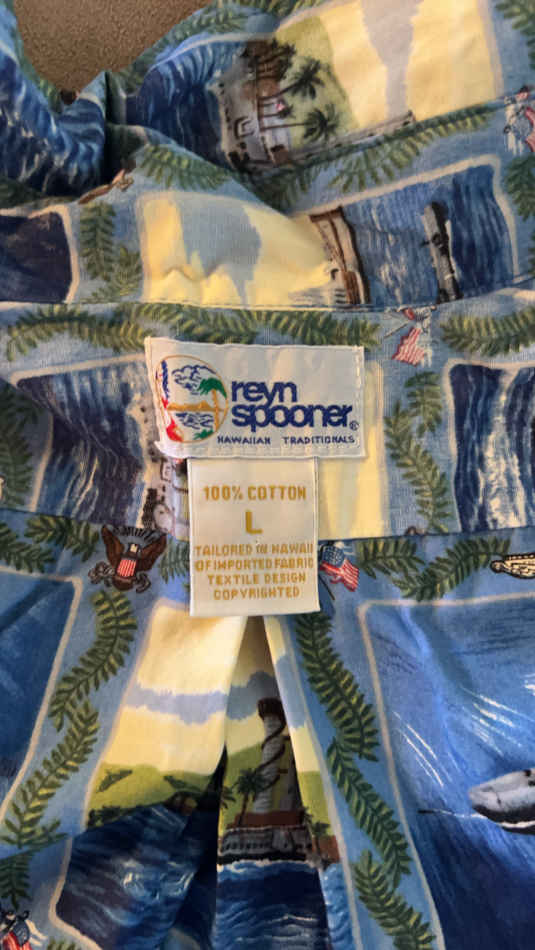 reyn
spooner®
HAWAIIAN TRADITIONALS
100% COTTON
L
TAILORED IN HAWAII
OF IMPORTED FABRIC
TEXTILE DESIGN
COPYRIGHTED